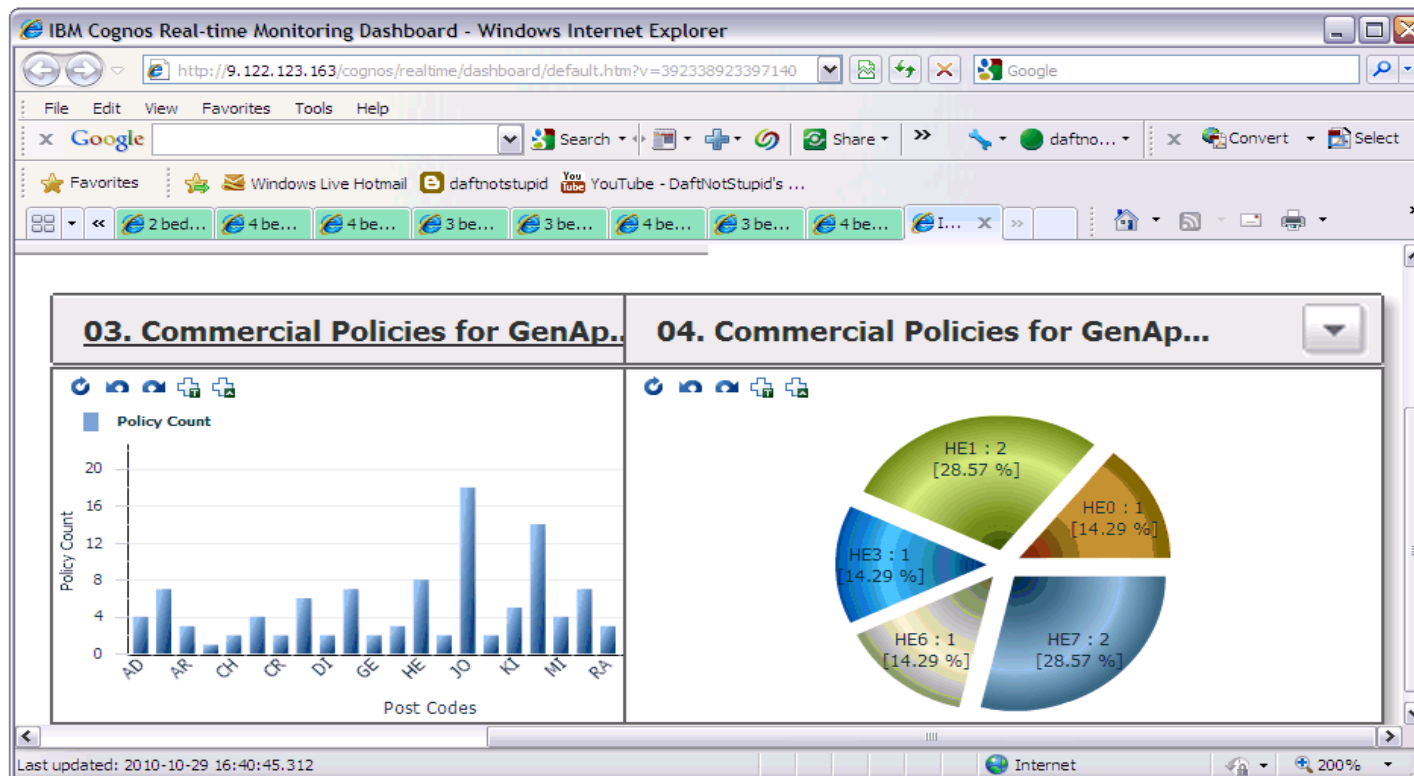 IBM Cognos Real-time Monitoring Dashboard - Windows Internet Explorer
http://9.122.123.163/cognos/realtime/dashboard/default.htm?v=392338923397140
Google
File Edit View Favorites Tools Help
x Google Search Share >> daftno... x Convert Select
Favorites Windows Live Hotmail daftnotstupid You Tube YouTube - DaftNotStupid's ...
« 2 bed... 4 be... 4 be... 3 be... 3 be... 4 be... 3 be... 4 be... I... X »
03. Commercial Policies for GenAp..
04. Commercial Policies for GenAp...
Policy Count
Policy Count
20
16
12
8
4
0
AD AR CH CR DI GE HE JO KI MI RA
Post Codes
HE1 : 2
[28.57 %]
HE0 : 1
[14.29 %]
HE3 : 1
[14.29 %]
HE6 : 1
[14.29 %]
HE7 : 2
[28.57 %]
Last updated: 2010-10-29 16:40:45.312
Internet
200%